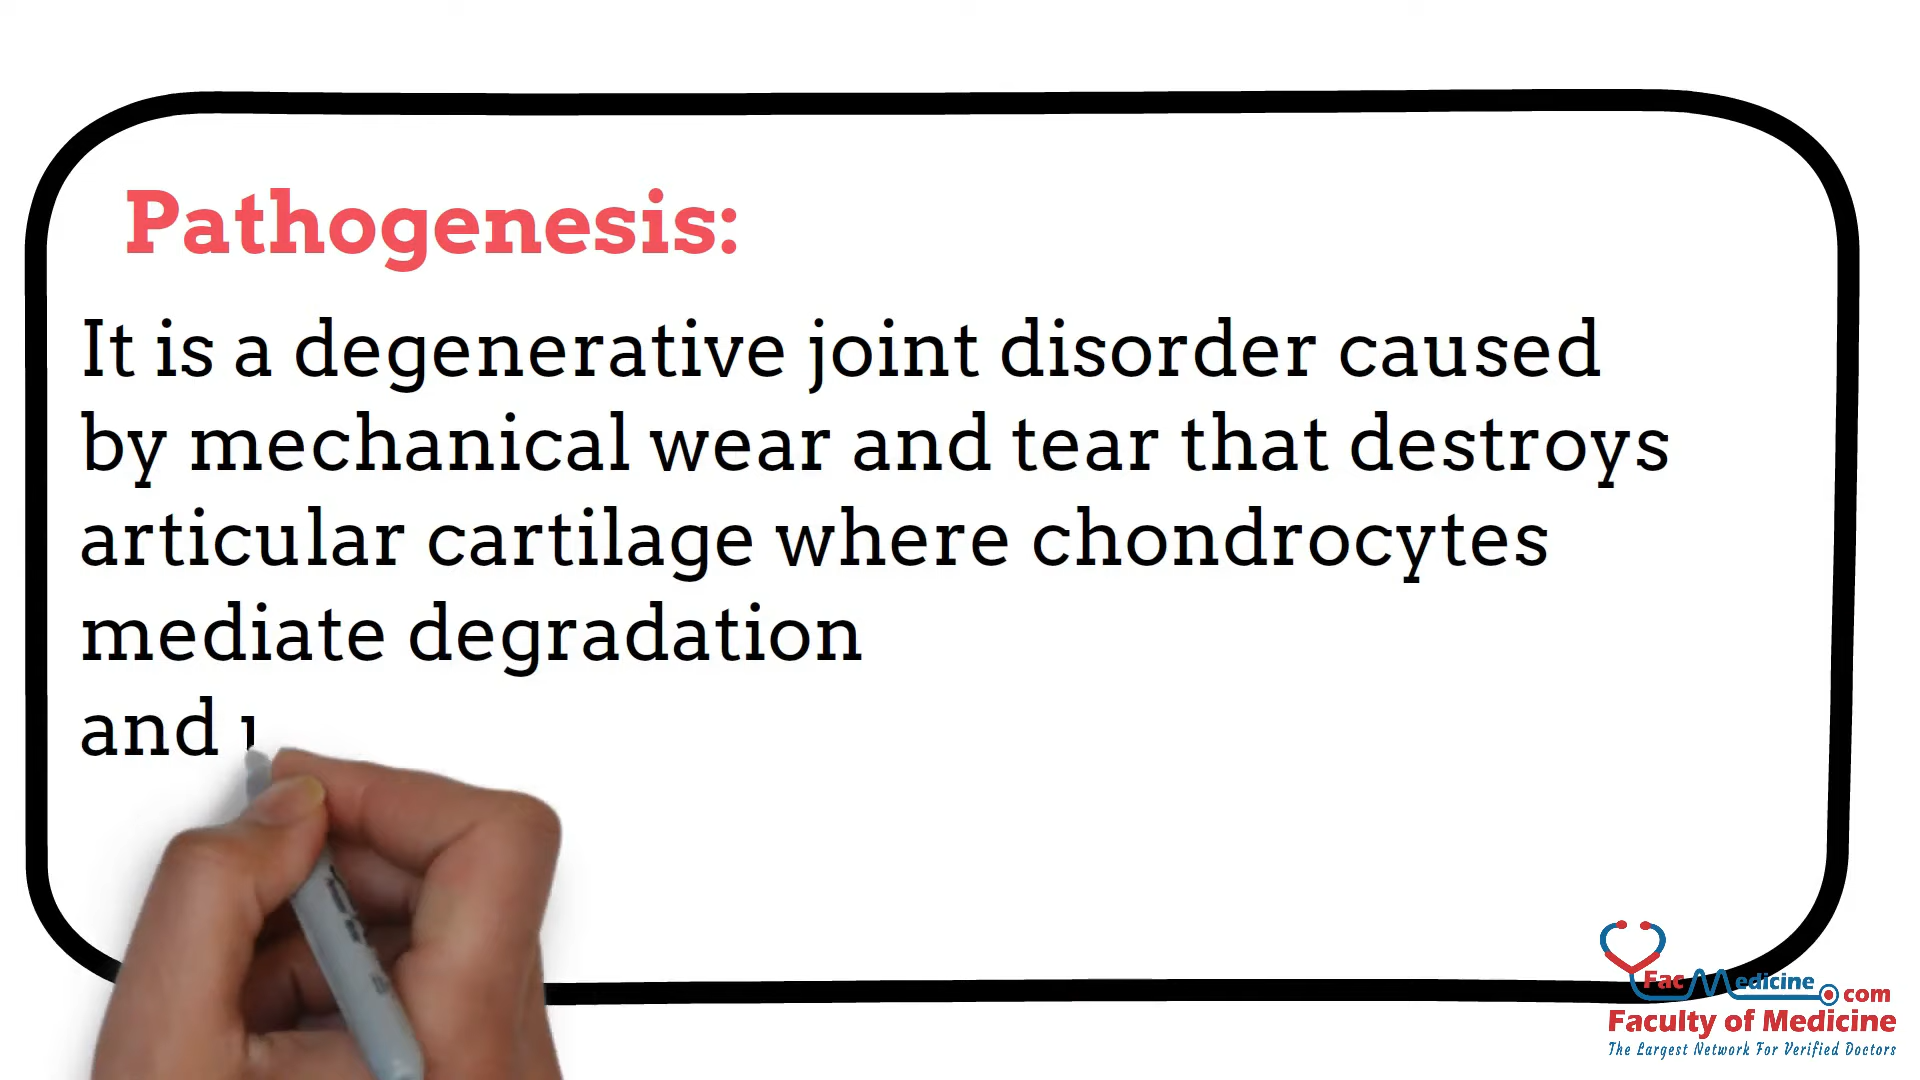 Pathogenesis:
It is a degenerative joint disorder caused
by mechanical wear and tear that destroys
articular cartilage where chondrocytes
mediate degradation
and
FacMedicine.com
Faculty of Medicine
The Largest Network For Verified Doctors